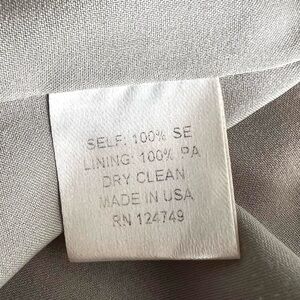 SELF: 100% SE
LINING: 100% PA
DRY CLEAN
MADE IN USA
RN 124749